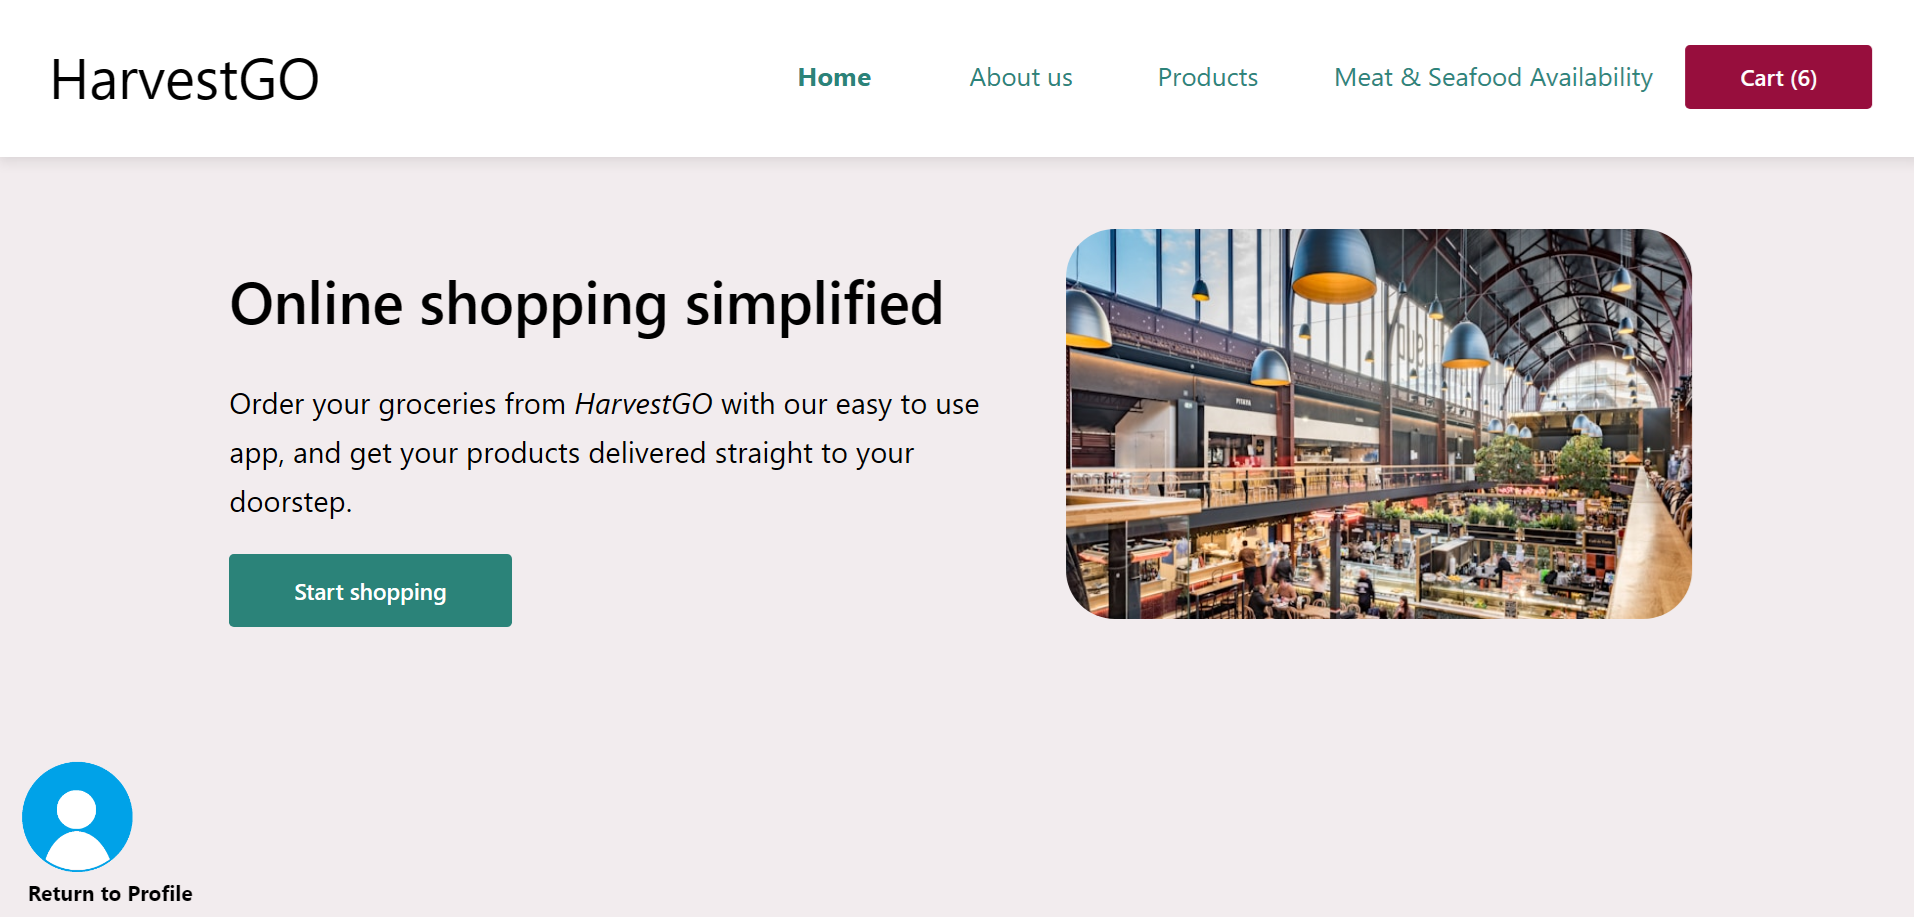 HarvestGO
Home
About us
Products
Meat & Seafood Availability
Cart (6)
Online shopping simplified
Order your groceries from HarvestGO with our easy to use
app, and get your products delivered straight to your
doorstep.
Start shopping
Return to Profile